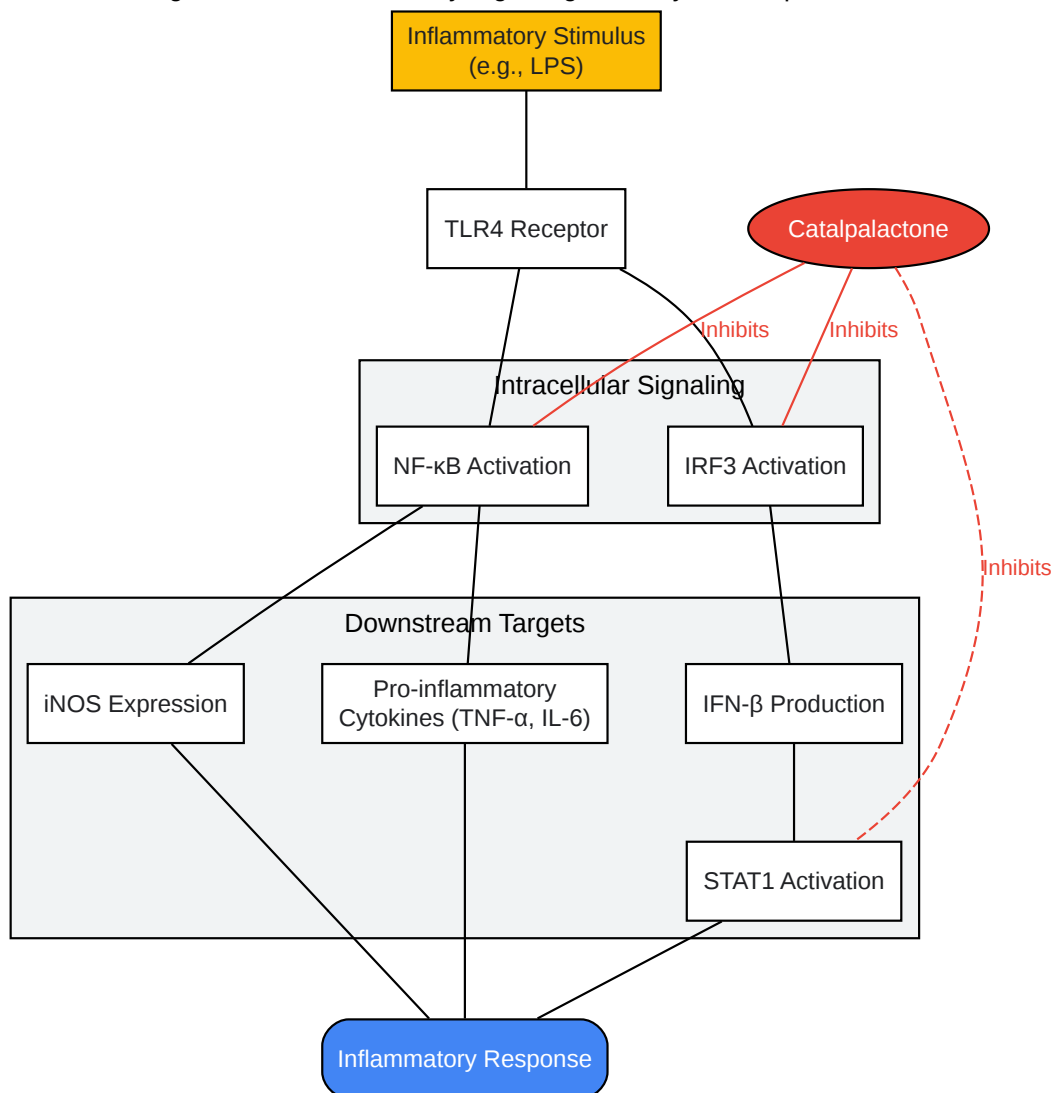 Inflammatory Stimulus
(e.g., LPS)
TLR4 Receptor
Catalpalactone
Inhibits
Inhibits
Intracellular Signaling
NF-κB Activation
IRF3 Activation
Inhibits
Downstream Targets
iNOS Expression
Pro-inflammatory
Cytokines (TNF-α, IL-6)
IFN-β Production
STAT1 Activation
Inflammatory Response